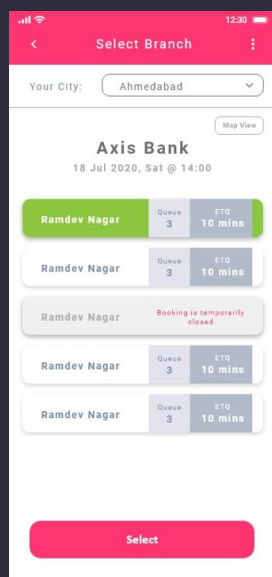 12:30
Select Branch
Your City: Ahmedabad
Map View
Axis Bank
18 Jul 2020, Sat @ 14:00
Ramdev Nagar Queue 3 ETQ 10 mins
Ramdev Nagar Queue 3 ETQ 10 mins
Ramdev Nagar Booking is temporarily closed
Ramdev Nagar Queue 3 ETQ 10 mins
Ramdev Nagar Queue 3 ETQ 10 mins
Select